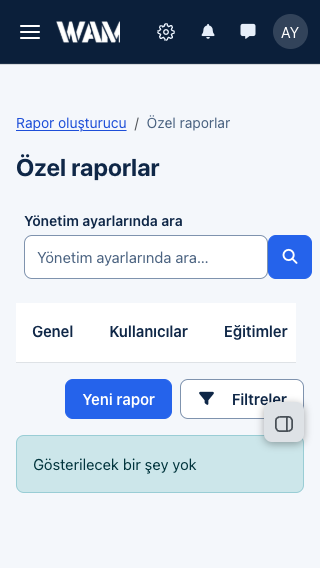 WAM
AY
Rapor oluşturucu / Özel raporlar
Özel raporlar
Yönetim ayarlarında ara
Yönetim ayarlarında ara...
Genel Kullanıcılar Eğitimler
Yeni rapor Filtreler
Gösterilecek bir şey yok